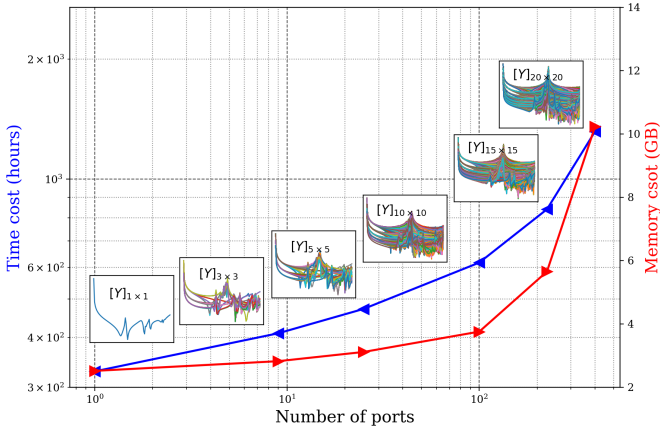 14
2 × 10³
12
[Y]₂₀ × ₂₀
10
[Y]₁₅ × ₁₅
10³
8
[Y]₁₀ × ₁₀
Time cost (hours)
Memory csot (GB)
[Y]₅ × ₅
6 × 10²
6
[Y]₃ × ₃
[Y]₁ × ₁
4 × 10²
4
3 × 10²
2
10⁰
10¹
10²
Number of ports